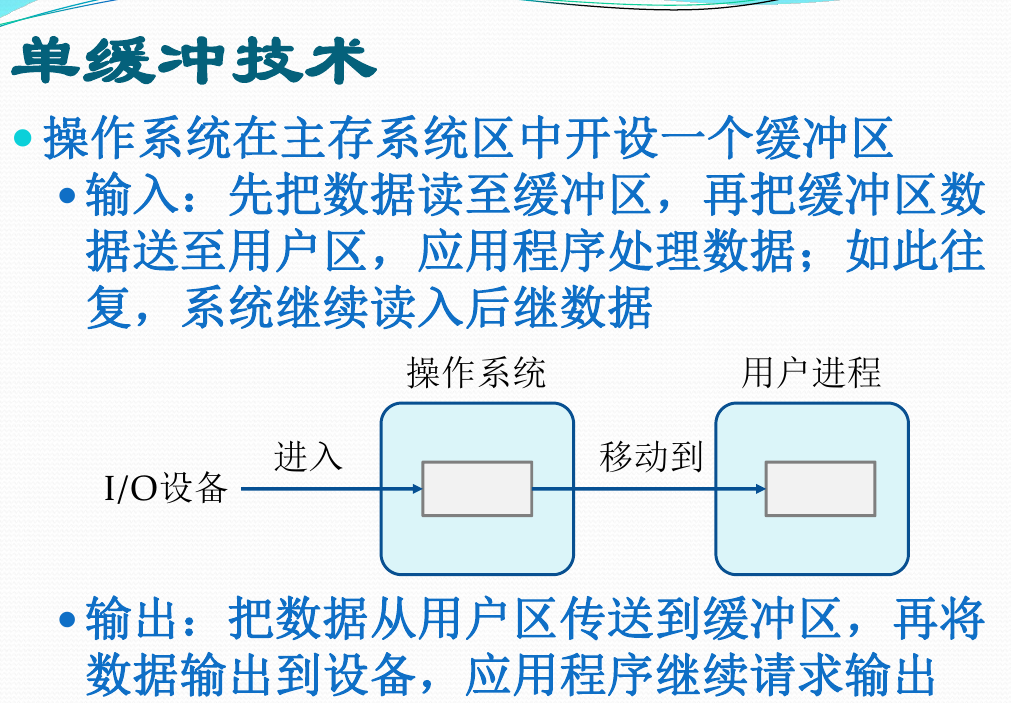 单缓冲技术
操作系统在主存系统区中开设一个缓冲区
输入：先把数据读至缓冲区，再把缓冲区数
据送至用户区，应用程序处理数据；如此往
复，系统继续读入后继数据
操作系统
用户进程
进入
移动到
I/O设备
输出：把数据从用户区传送到缓冲区，再将
数据输出到设备，应用程序继续请求输出